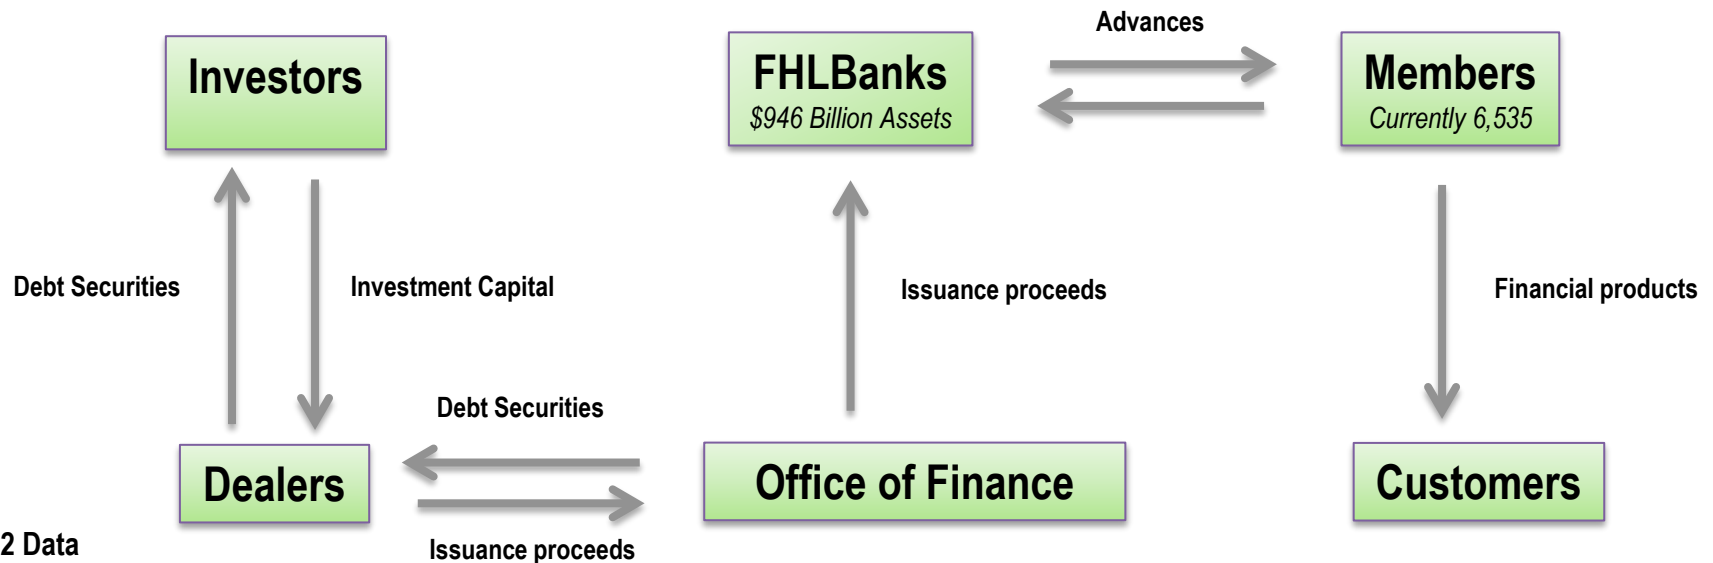 Advances
Investors
FHLBanks
$946 Billion Assets
Members
Currently 6,535
Debt Securities
Investment Capital
Issuance proceeds
Financial products
Debt Securities
Dealers
Office of Finance
Customers
2 Data
Issuance proceeds